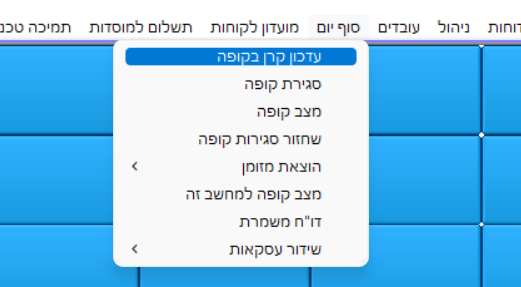 דוחות ניהול עובדים סוף יום מועדון לקוחות תשלום למוסדות תמיכה
עדכון קרן בקופה
סגירת קופה
מצב קופה
שחזור סגירות קופה
הוצאת מזומן
מצב קופה למחשב זה
דו"ח משמרת
שידור עסקאות